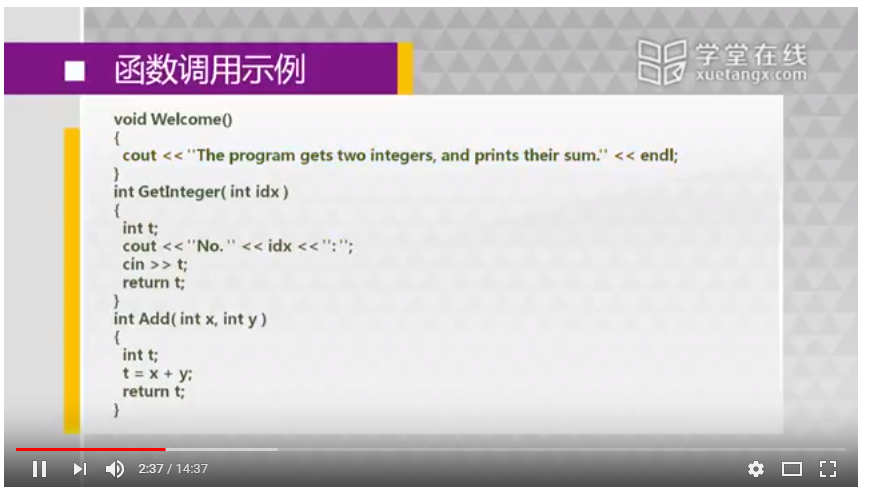 函数调用示例
学堂在线
xuetangx.com
void Welcome()
{
cout << "The program gets two integers, and prints their sum." << endl;
}
int GetInteger( int idx )
{
int t;
cout << "No. " << idx << ": ";
cin >> t;
return t;
}
int Add( int x, int y )
{
int t;
t = x + y;
return t;
}
2:37 / 14:37